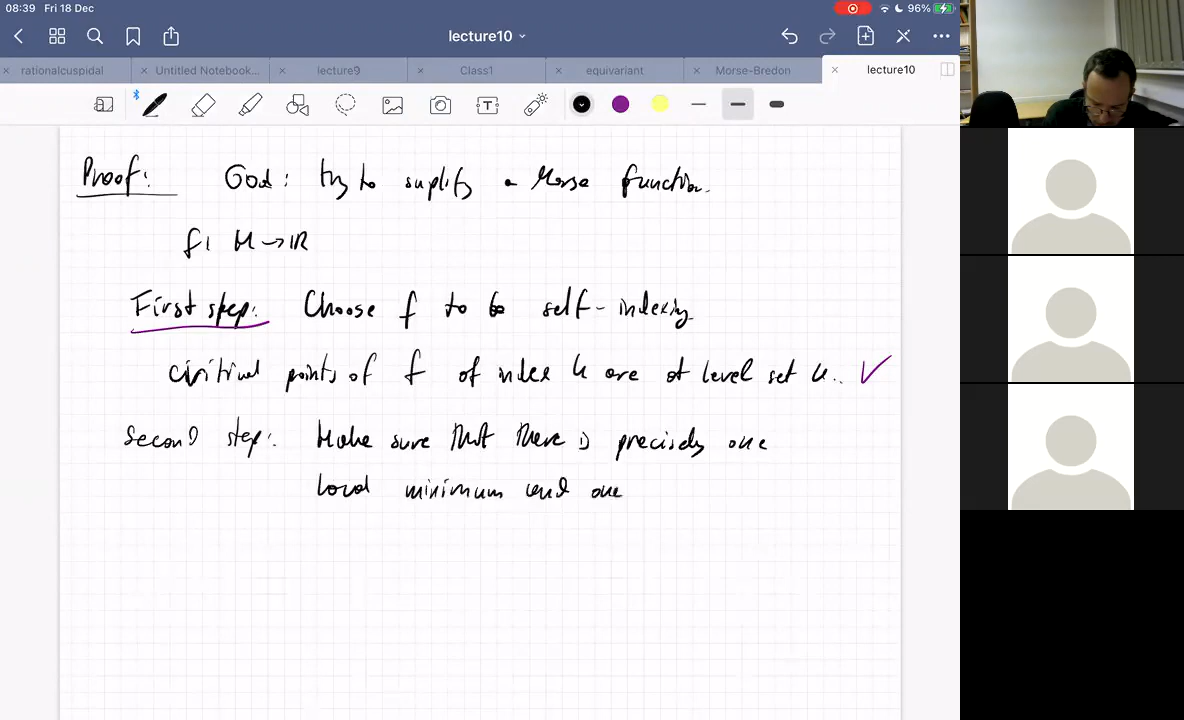 08:39 Fri 18 Dec
96%
lecture10
rationalcuspidal
Untitled Notebook...
lecture9
Class1
equivariant
Morse-Bredon
lecture10
Proof: Goal: try to simplify a Morse function.
f: M → IR
First step: Choose f to be self-indexing
critical points of f of index k are at level set k. ✓
Second step: Make sure that there is precisely one
local minimum and one